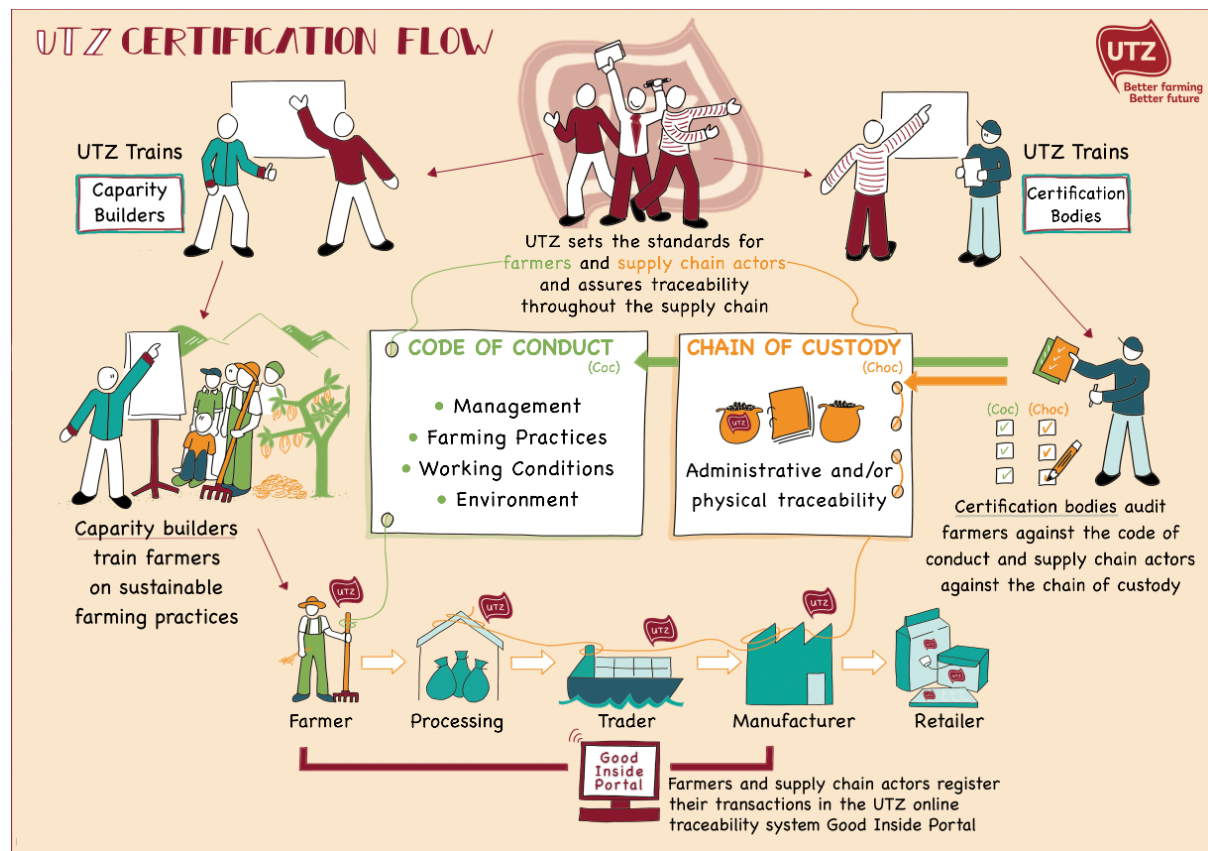 UTZ CERTIFICATION FLOW
UTZ
Better farming
Better future
UTZ Trains
Caparity
Builders
UTZ Trains
Certification
Bodies
UTZ sets the standards for
farmers and supply chain actors
and assures traceability
throughout the supply chain
CODE OF CONDUCT
(Coc)
Management
Farming Practices
Working Conditions
Environment
CHAIN OF CUSTODY
(Choc)
UTZ
Administrative and/or
physical traceability
(Coc) (Choc)
Caparity builders
train farmers
on sustainable
farming practices
Certification bodies audit
farmers against the code of
conduct and supply chain actors
against the chain of custody
UTZ
UTZ
UTZ
UTZ
Farmer
Processing
Trader
Manufacturer
Retailer
Good
Inside
Portal
Farmers and supply chain actors register
their transactions in the UTZ online
traceability system Good Inside Portal